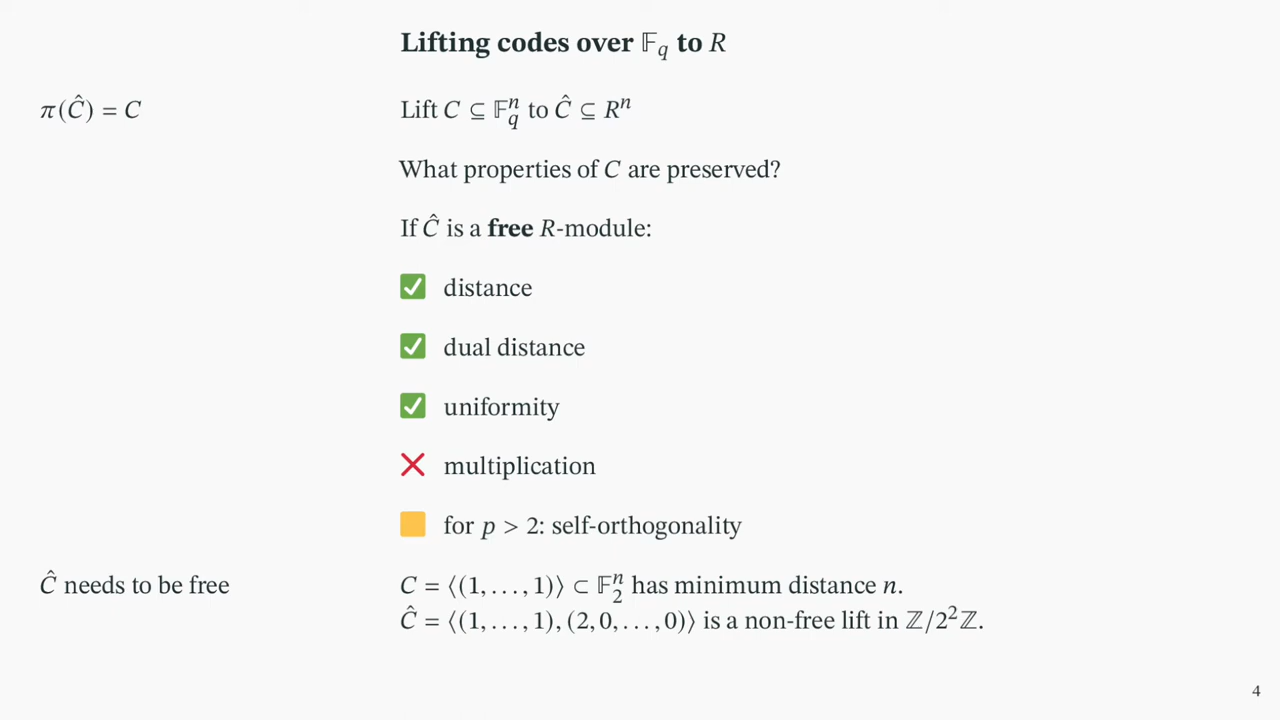 Lifting codes over 𝔽_q to R
π(Ĉ) = C
Lift C ⊆ 𝔽_q^n to Ĉ ⊆ R^n
What properties of C are preserved?
If Ĉ is a free R-module:
✅ distance
✅ dual distance
✅ uniformity
❌ multiplication
🟨 for p > 2: self-orthogonality
Ĉ needs to be free
C = ⟨(1, . . . , 1)⟩ ⊂ 𝔽_2^n has minimum distance n.
Ĉ = ⟨(1, . . . , 1), (2, 0, . . . , 0)⟩ is a non-free lift in ℤ/2²ℤ.
4